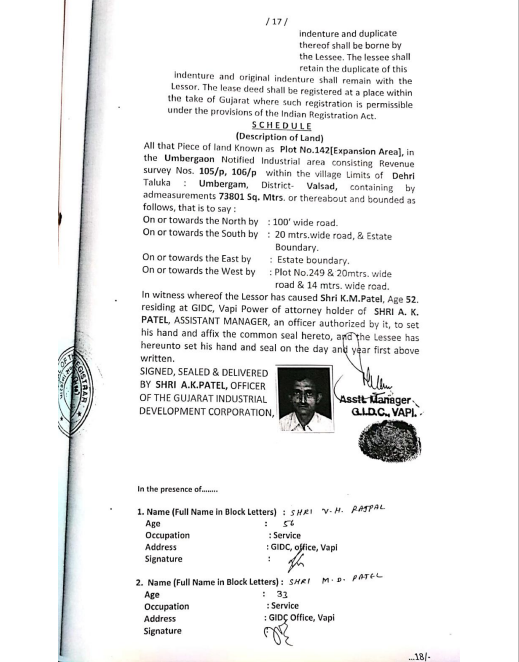 / 17 /
indenture and duplicate
thereof shall be borne by
the Lessee. The lessee shall
retain the duplicate of this
indenture and original indenture shall remain with the
Lessor. The lease deed shall be registered at a place within
the take of Gujarat where such registration is permissible
under the provisions of the Indian Registration Act.
SCHEDULE
(Description of Land)
All that Piece of land Known as Plot No.142[Expansion Area], in
the Umbergaon Notified Industrial area consisting Revenue
survey Nos. 105/p, 106/p within the village Limits of Dehri
Taluka : Umbergam, District- Valsad, containing by
admeasurements 73801 Sq. Mtrs. or thereabout and bounded as
follows, that is to say :
On or towards the North by : 100' wide road.
On or towards the South by : 20 mtrs.wide road, & Estate
Boundary.
On or towards the East by : Estate boundary.
On or towards the West by : Plot No.249 & 20mtrs. wide
road & 14 mtrs. wide road.
In witness whereof the Lessor has caused Shri K.M.Patel, Age 52.
residing at GIDC, Vapi Power of attorney holder of SHRI A. K.
PATEL, ASSISTANT MANAGER, an officer authorized by it, to set
his hand and affix the common seal hereto, and the Lessee has
hereunto set his hand and seal on the day and year first above
written.
SIGNED, SEALED & DELIVERED
BY SHRI A.K.PATEL, OFFICER
OF THE GUJARAT INDUSTRIAL
DEVELOPMENT CORPORATION,
Asstt Manager
G.I.D.C., VAPI.
In the presence of........
1. Name (Full Name in Block Letters) : SHRI V.H. PAJPAL
Age : 56
Occupation : Service
Address : GIDC, office, Vapi
Signature :
2. Name (Full Name in Block Letters) : SHRI M.D. PATEL
Age : 33
Occupation : Service
Address : GIDC Office, Vapi
Signature
...18/-